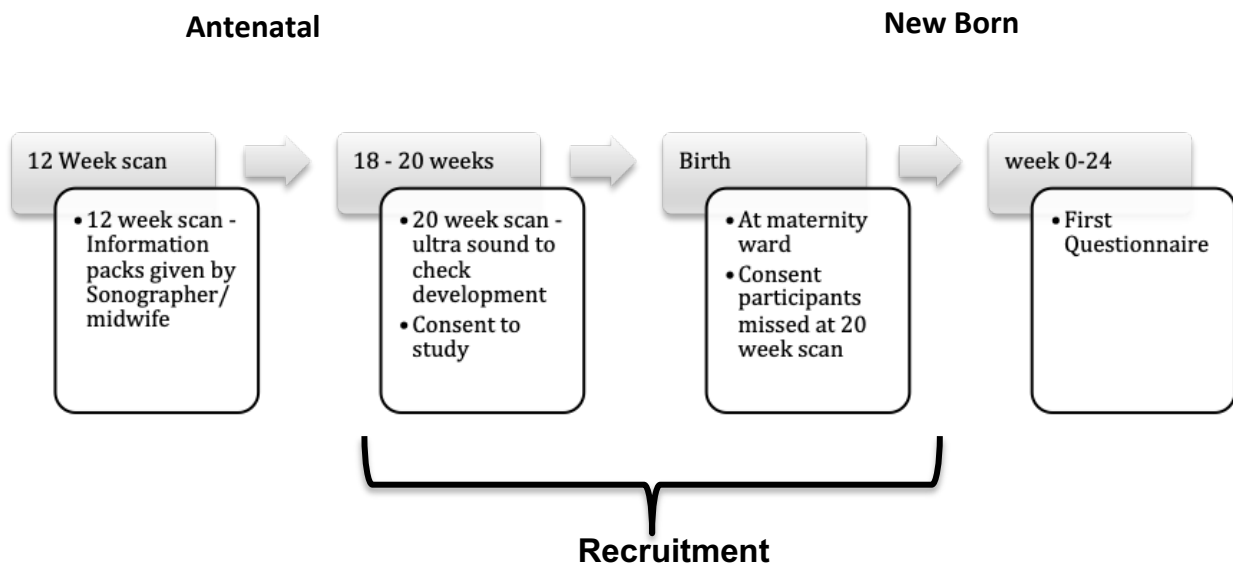 Antenatal
New Born
12 Week scan
• 12 week scan -
Information
packs given by
Sonographer/
midwife
18 - 20 weeks
• 20 week scan -
ultra sound to
check
development
• Consent to
study
Birth
• At maternity
ward
• Consent
participants
missed at 20
week scan
week 0-24
• First
Questionnaire
Recruitment